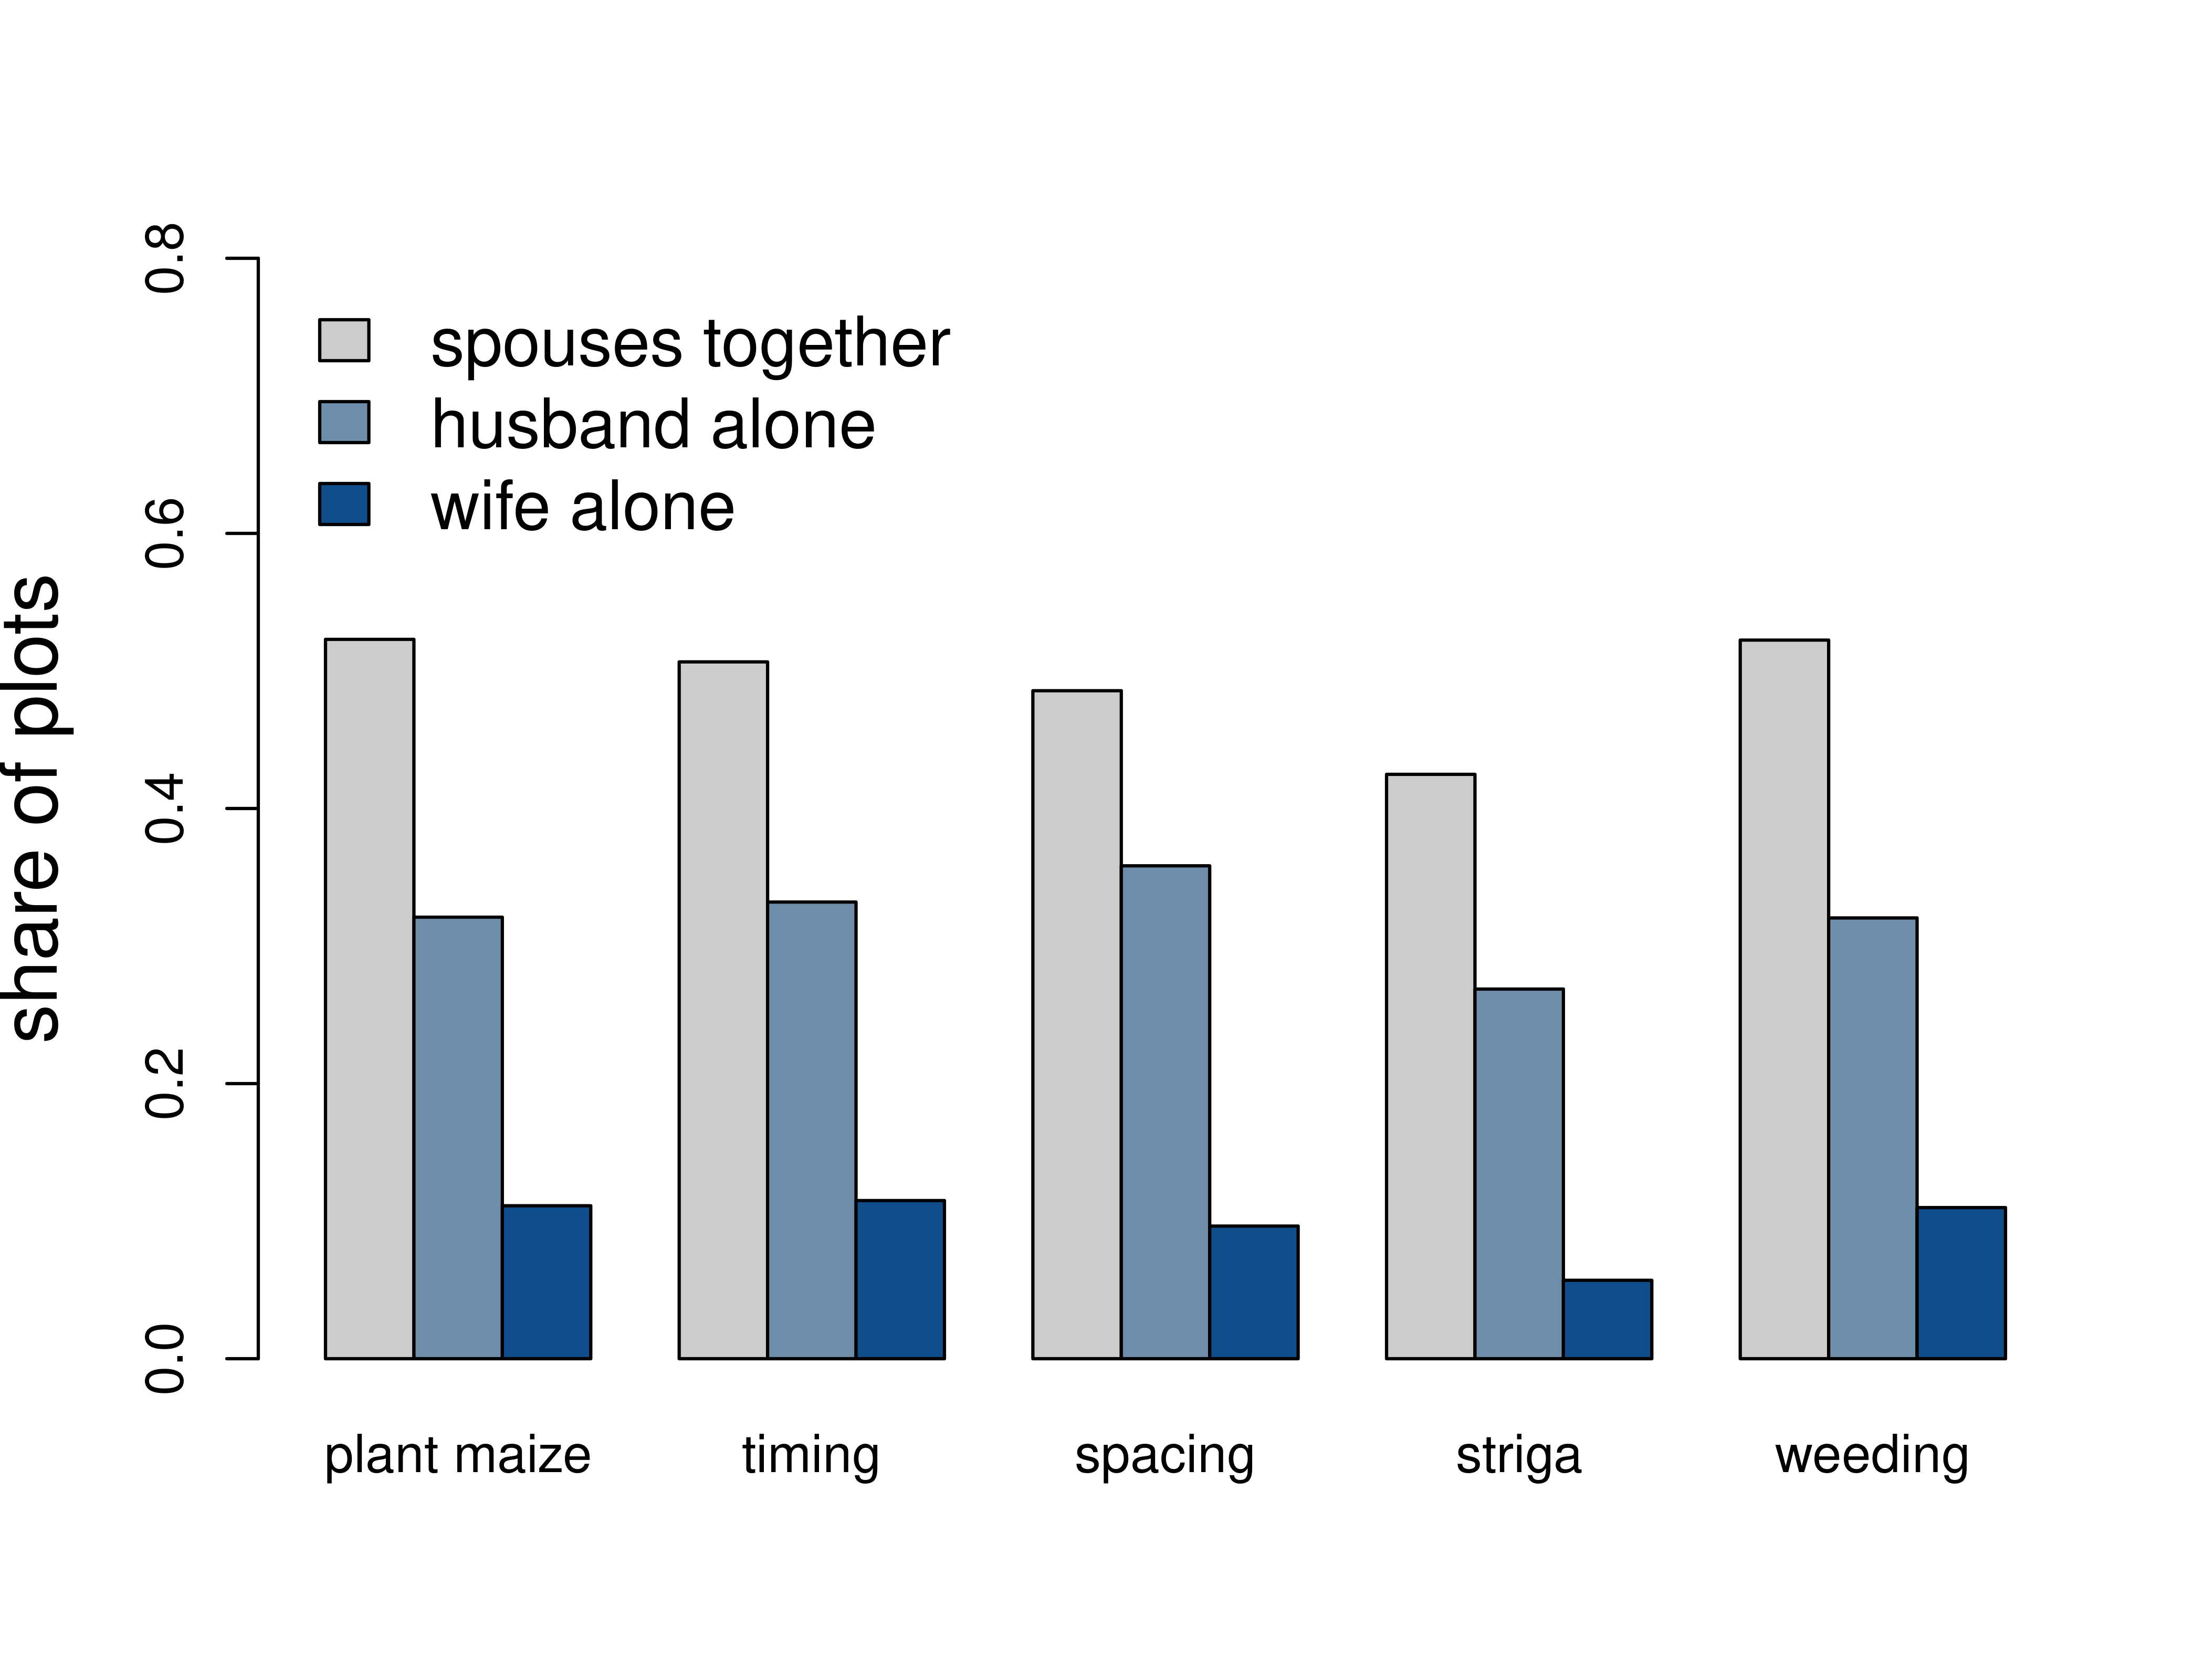 share of plots
0.8
0.6
0.4
0.2
0.0
spouses together
husband alone
wife alone
plant maize timing spacing striga weeding